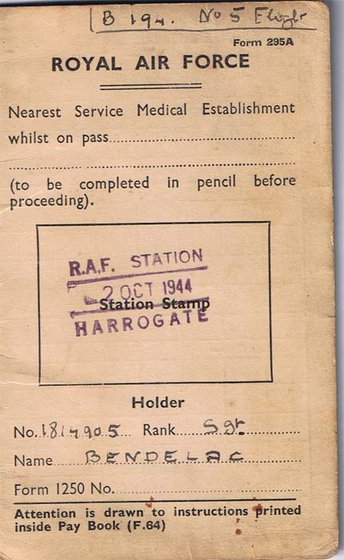 B 194. No 5 Flight
Form 295A
ROYAL AIR FORCE
Nearest Service Medical Establishment
whilst on pass
(to be completed in pencil before
proceeding).
R.A.F. STATION
2 OCT 1944
Station Stamp
HARROGATE
Holder
No. 1814905 Rank Sgt
Name BENDELAC
Form 1250 No.
Attention is drawn to instructions printed
inside Pay Book (F.64)